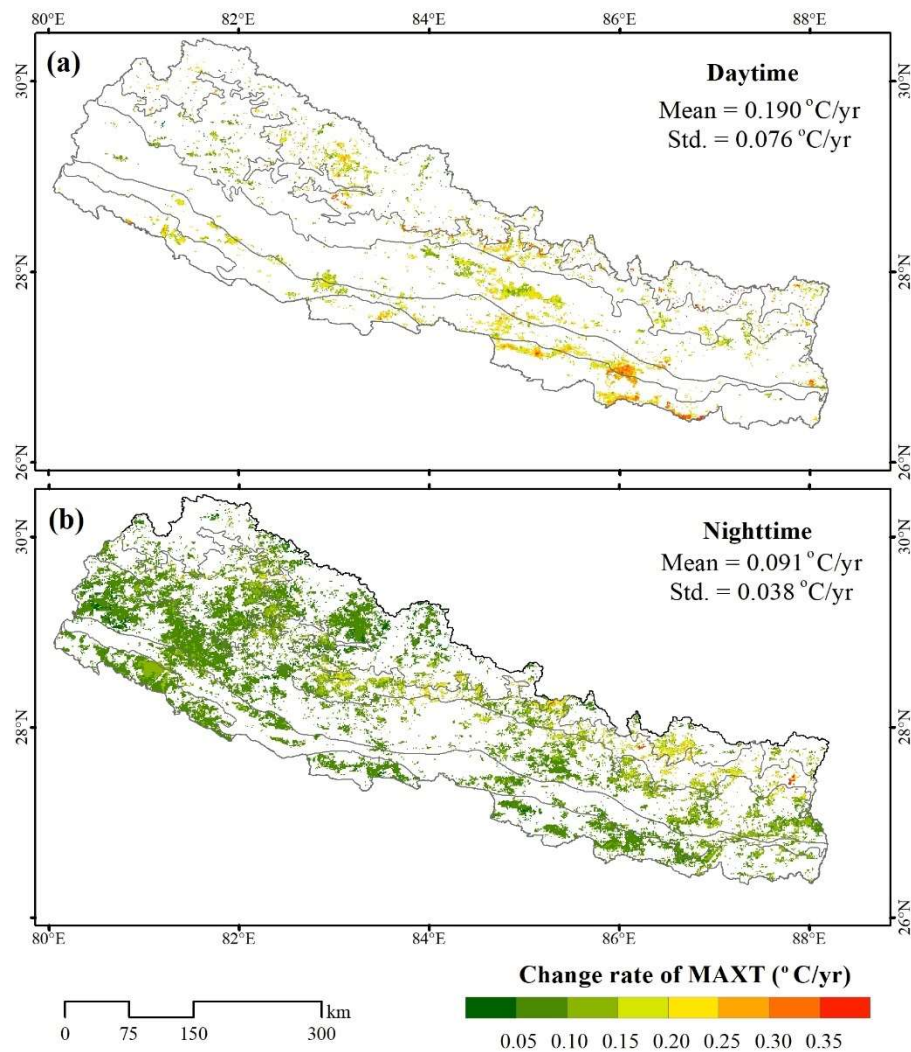 80°E 82°E 84°E 86°E 88°E
(a)
Daytime
Mean = 0.190 °C/yr
Std. = 0.076 °C/yr
30°N 30°N
28°N 28°N
26°N 26°N
(b)
Nighttime
Mean = 0.091 °C/yr
Std. = 0.038 °C/yr
30°N 30°N
28°N 28°N
26°N 26°N
80°E 82°E 84°E 86°E 88°E
Change rate of MAXT (° C/yr)
km
0 75 150 300
0.05 0.10 0.15 0.20 0.25 0.30 0.35